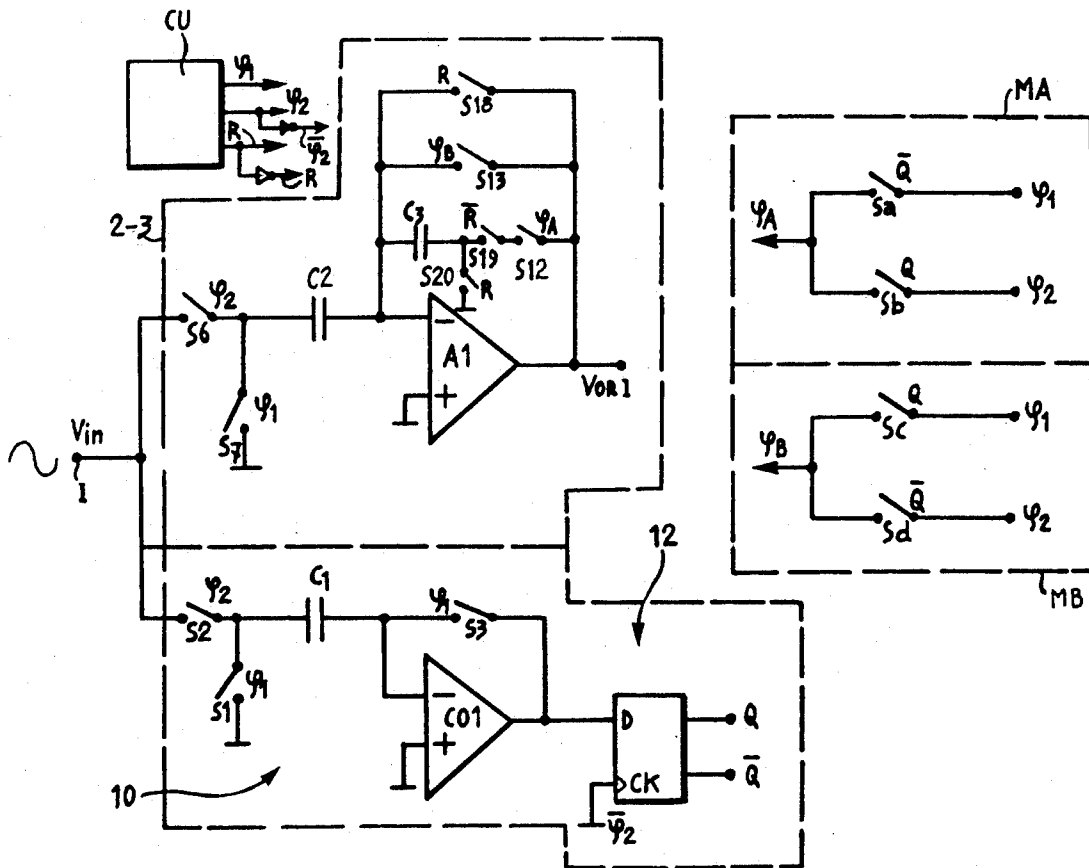 CU
φ1
φ2
φ̅2
R
R
2-3
R
S18
φB
S13
C3
R̅
S19
φA
S12
S20
R
S6
φ2
C2
S7
φ1
A1
−
+
VOR1
Vin
I
S2
φ2
C1
φ1
S3
S1
φ1
CO1
−
+
10
12
D
CK
φ̅2
Q
Q̅
MA
φA
Sa
Q̅
φ1
Sb
Q
φ2
φB
Sc
Q
φ1
Sd
Q̅
φ2
MB